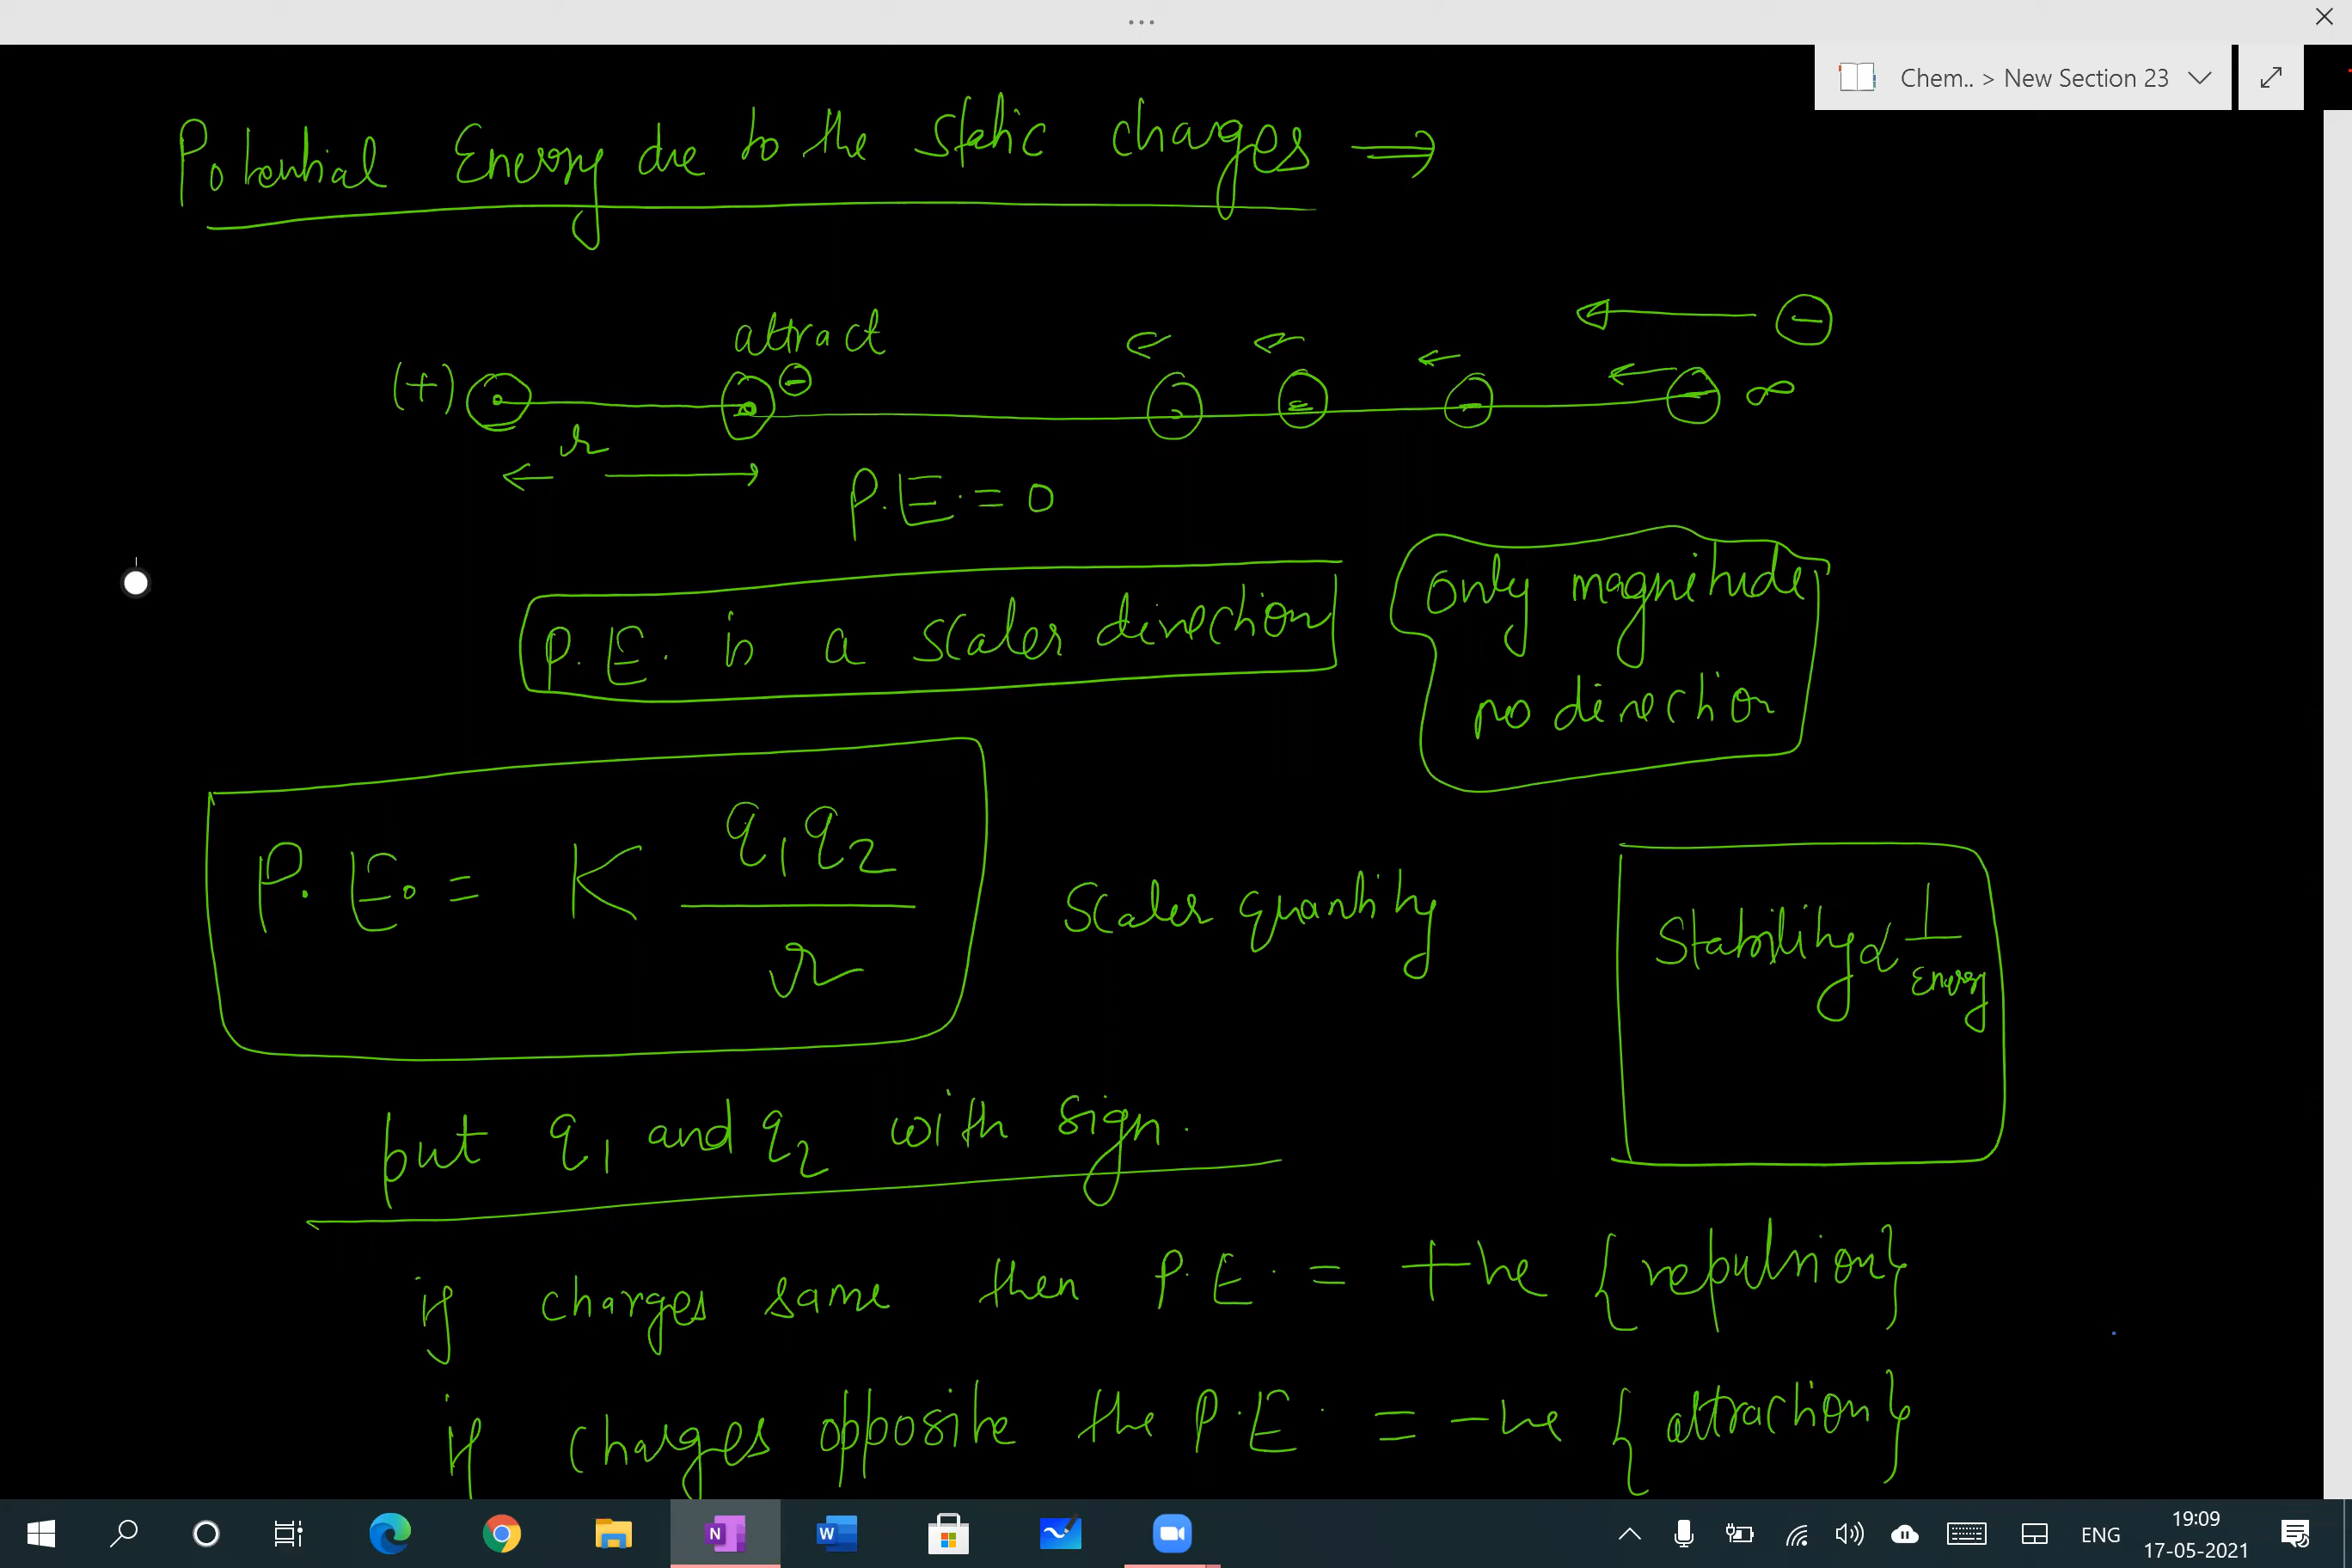 Chem.. > New Section 23
Potential Energy due to the static charges ⟹
attract
(+) ⊖ ∞
r
P.E. = 0
P.E. is a scaler direction
only magnitude
no direction
P.E. = K q₁q₂ / r
Scaler quantity
Stability ∝ 1 / Energy
put q₁ and q₂ with sign.
if charges same then P.E. = +ve {repulsion}
if charges opposite the P.E. = -ve {attraction}
ENG
19:09
17-05-2021